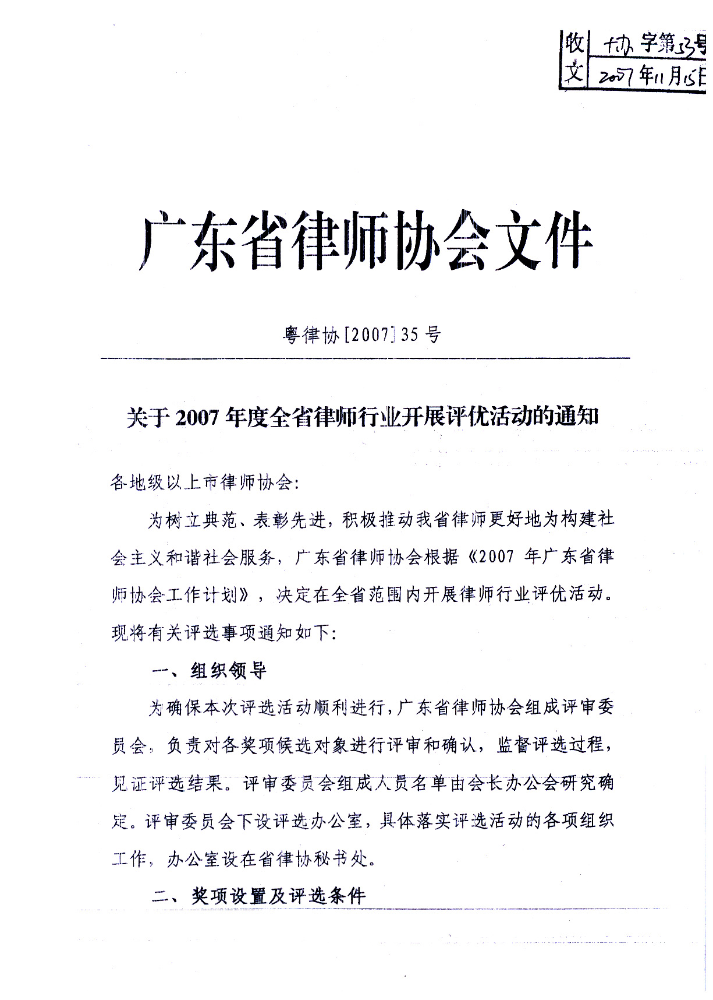 收文 协办字第53号
2007年11月15日
广东省律师协会文件
粤律协[2007]35号
关于2007年度全省律师行业开展评优活动的通知
各地级以上市律师协会：
为树立典范、表彰先进，积极推动我省律师更好地为构建社
会主义和谐社会服务，广东省律师协会根据《2007 年广东省律
师协会工作计划》，决定在全省范围内开展律师行业评优活动。
现将有关评选事项通知如下：
一、组织领导
为确保本次评选活动顺利进行，广东省律师协会组成评审委
员会，负责对各奖项候选对象进行评审和确认，监督评选过程，
见证评选结果。评审委员会组成人员名单由会长办公会研究确
定。评审委员会下设评选办公室，具体落实评选活动的各项组织
工作，办公室设在省律协秘书处。
二、奖项设置及评选条件